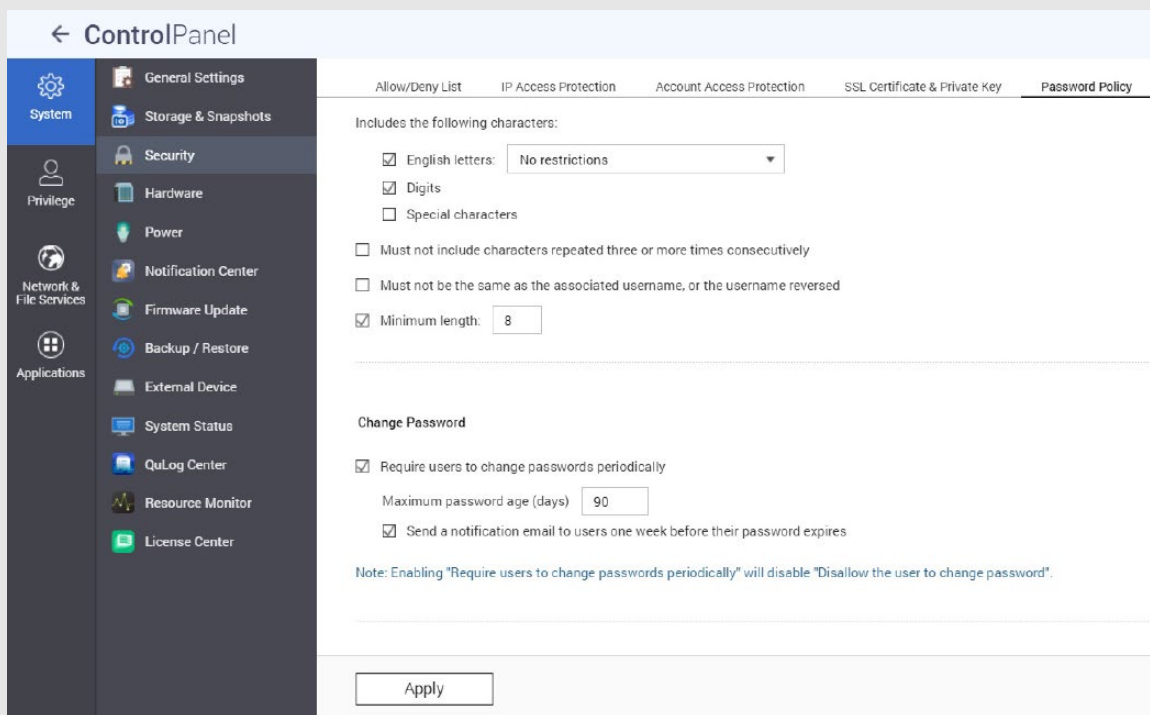 ControlPanel
System
Privilege
Network &
File Services
Applications
General Settings
Storage & Snapshots
Security
Hardware
Power
Notification Center
Firmware Update
Backup / Restore
External Device
System Status
QuLog Center
Resource Monitor
License Center
Allow/Deny List IP Access Protection Account Access Protection SSL Certificate & Private Key Password Policy
Includes the following characters:
English letters: No restrictions
Digits
Special characters
Must not include characters repeated three or more times consecutively
Must not be the same as the associated username, or the username reversed
Minimum length: 8
Change Password
Require users to change passwords periodically
Maximum password age (days) 90
Send a notification email to users one week before their password expires
Note: Enabling "Require users to change passwords periodically" will disable "Disallow the user to change password".
Apply